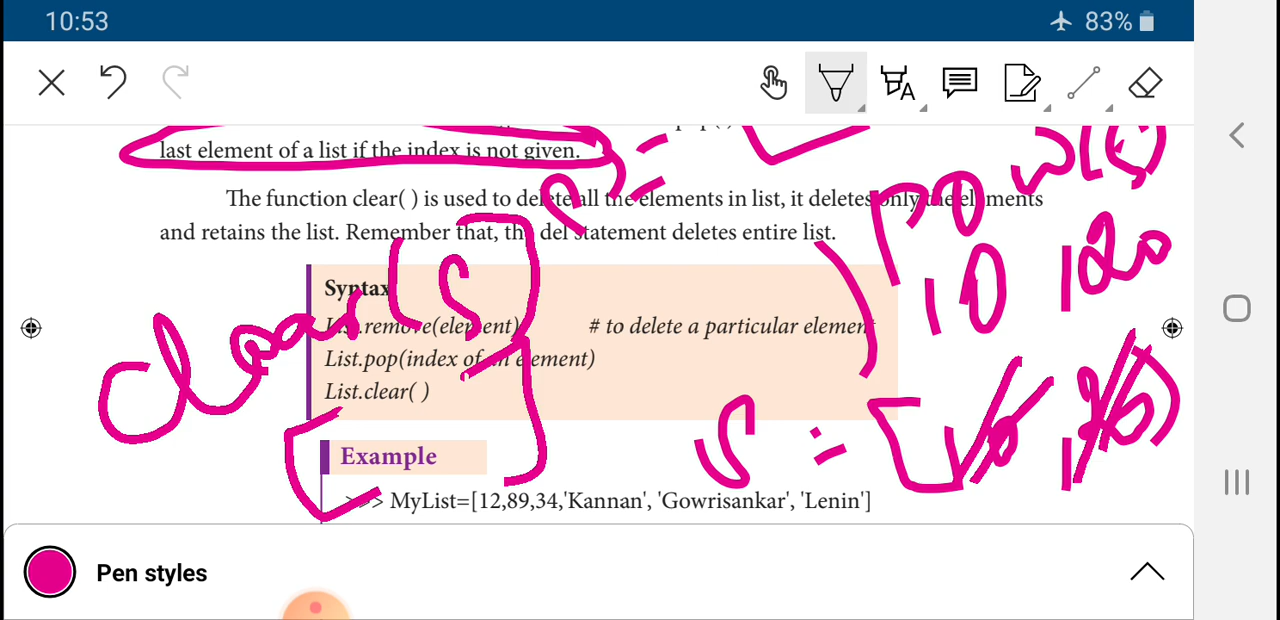 10:53 83%
last element of a list if the index is not given.
The function clear( ) is used to delete all the elements in list, it deletes only the elements
and retains the list. Remember that, the del statement deletes entire list.
Syntax
List.remove(element) # to delete a particular element
List.pop(index of an element)
List.clear( )
clear(S)
10, 20
S = [10, 20]
Example
>>> MyList=[12,89,34,'Kannan', 'Gowrisankar', 'Lenin']
Pen styles